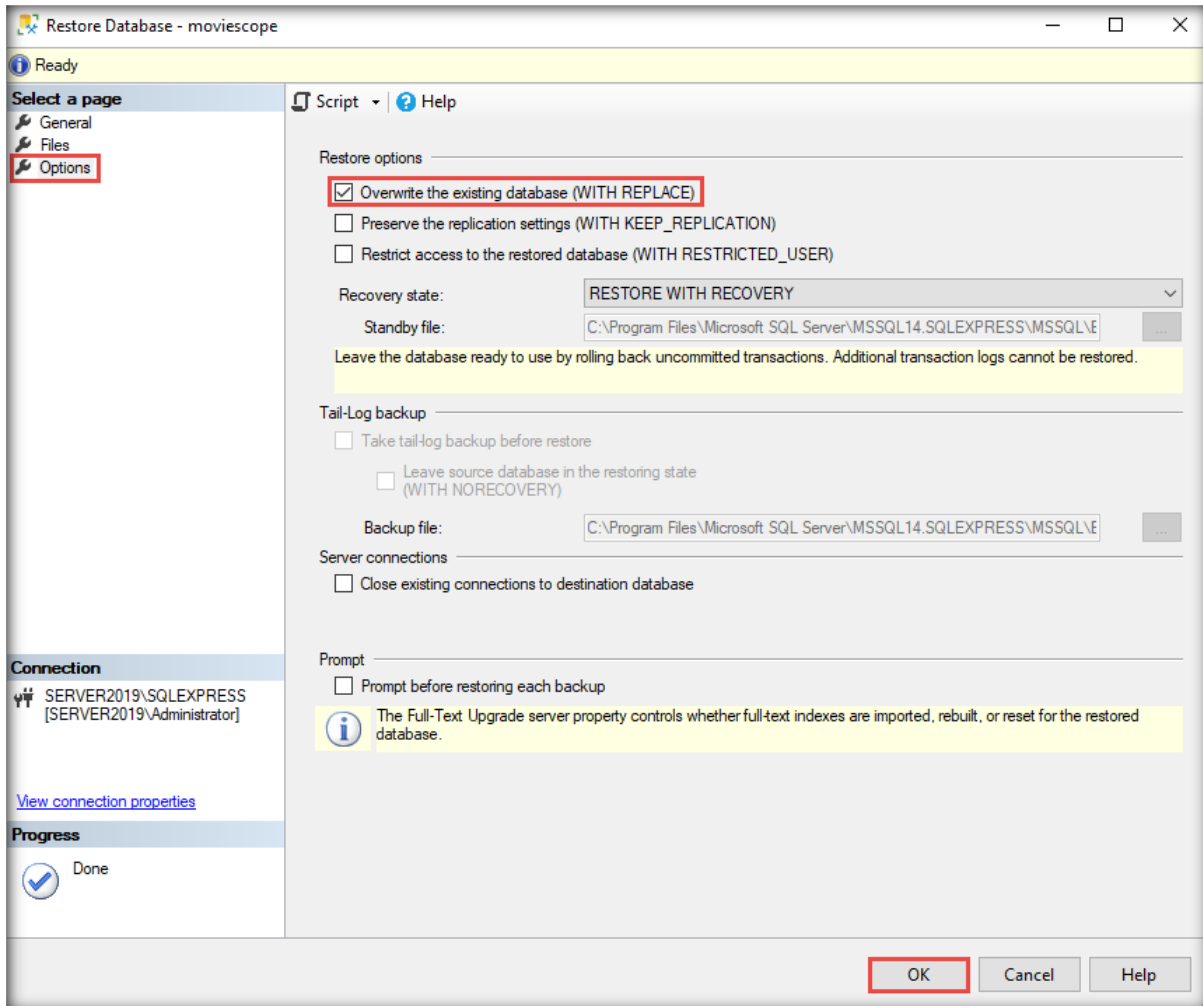 Restore Database - moviescope
Ready
Select a page
General
Files
Options
Script
Help
Restore options
Overwrite the existing database (WITH REPLACE)
Preserve the replication settings (WITH KEEP_REPLICATION)
Restrict access to the restored database (WITH RESTRICTED_USER)
Recovery state:
RESTORE WITH RECOVERY
Standby file:
C:\Program Files\Microsoft SQL Server\MSSQL14.SQLEXPRESS\MSSQL\E
...
Leave the database ready to use by rolling back uncommitted transactions. Additional transaction logs cannot be restored.
Tail-Log backup
Take tail-log backup before restore
Leave source database in the restoring state
(WITH NORECOVERY)
Backup file:
C:\Program Files\Microsoft SQL Server\MSSQL14.SQLEXPRESS\MSSQL\E
...
Server connections
Close existing connections to destination database
Prompt
Prompt before restoring each backup
The Full-Text Upgrade server property controls whether full-text indexes are imported, rebuilt, or reset for the restored
database.
Connection
SERVER2019\SQLEXPRESS
[SERVER2019\Administrator]
View connection properties
Progress
Done
OK
Cancel
Help